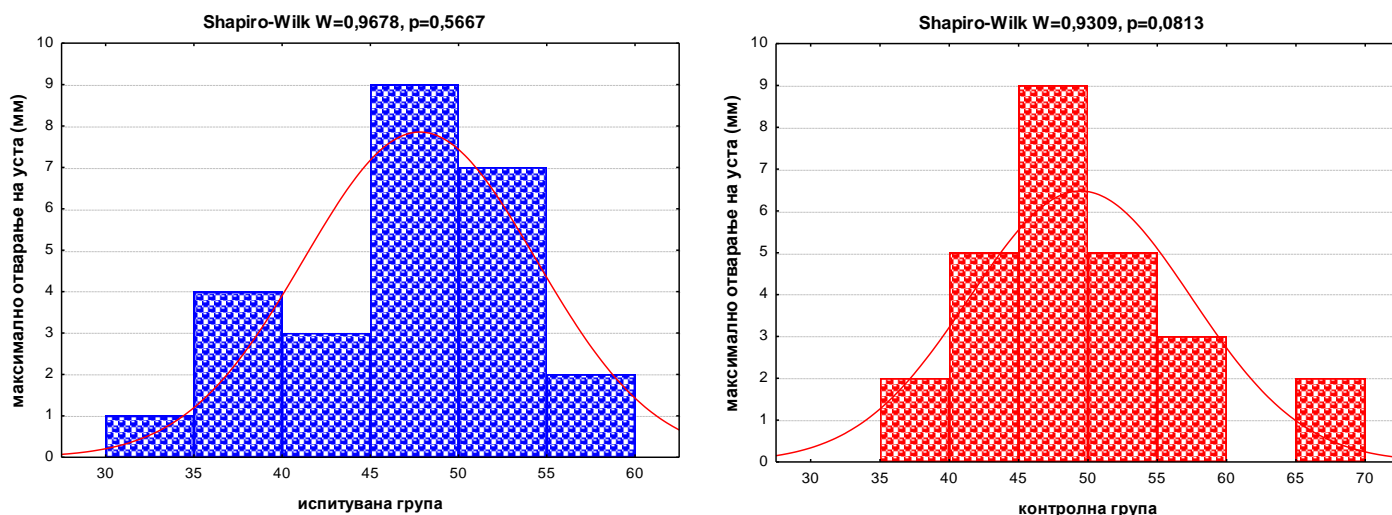 Shapiro-Wilk W=0,9678, p=0,5667
10
9
8
7
6
5
4
3
2
1
0
максимално отварање на уста (мм)
30 35 40 45 50 55 60
испитувана група
Shapiro-Wilk W=0,9309, p=0,0813
10
9
8
7
6
5
4
3
2
1
0
максимално отварање на уста (мм)
30 35 40 45 50 55 60 65 70
контролна група